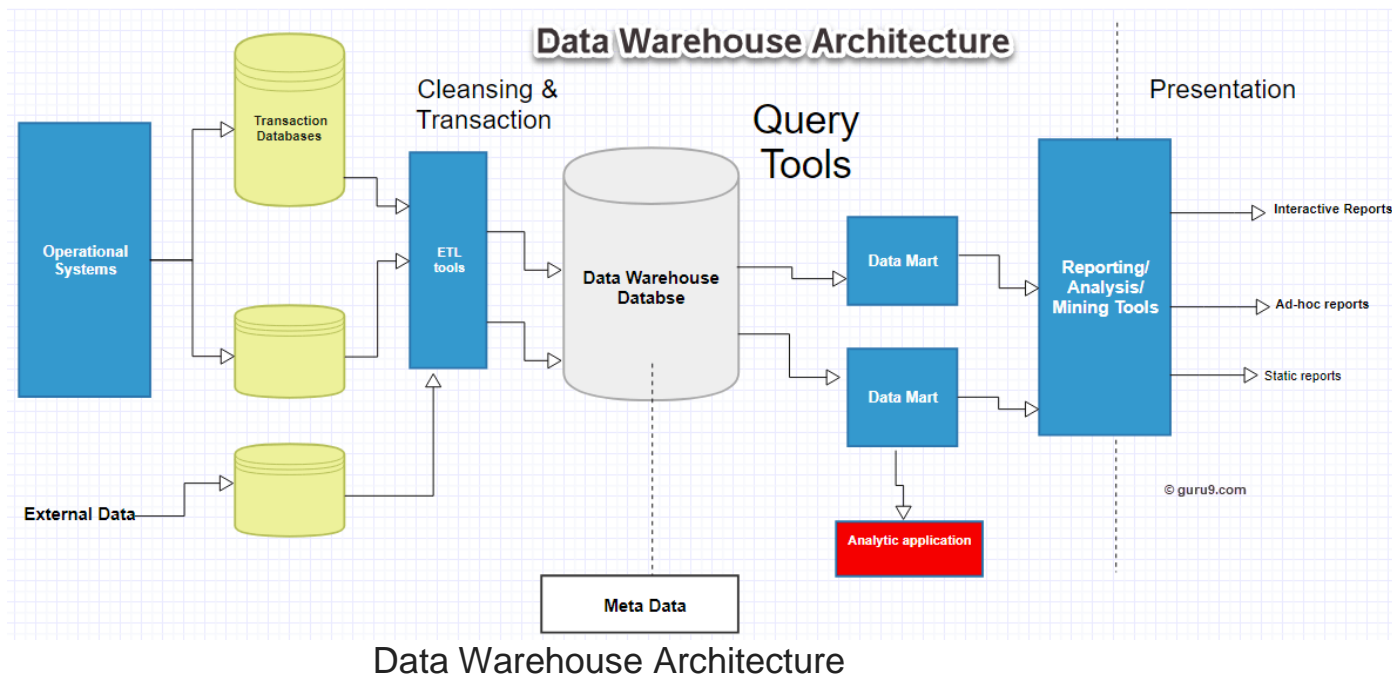 Data Warehouse Architecture
Cleansing &
Transaction
Query
Tools
Presentation
Transaction
Databases
Operational
Systems
ETL
tools
Data Warehouse
Databse
Data Mart
Data Mart
Reporting/
Analysis/
Mining Tools
Interactive Reports
Ad-hoc reports
Static reports
External Data
© guru9.com
Analytic application
Meta Data
Data Warehouse Architecture